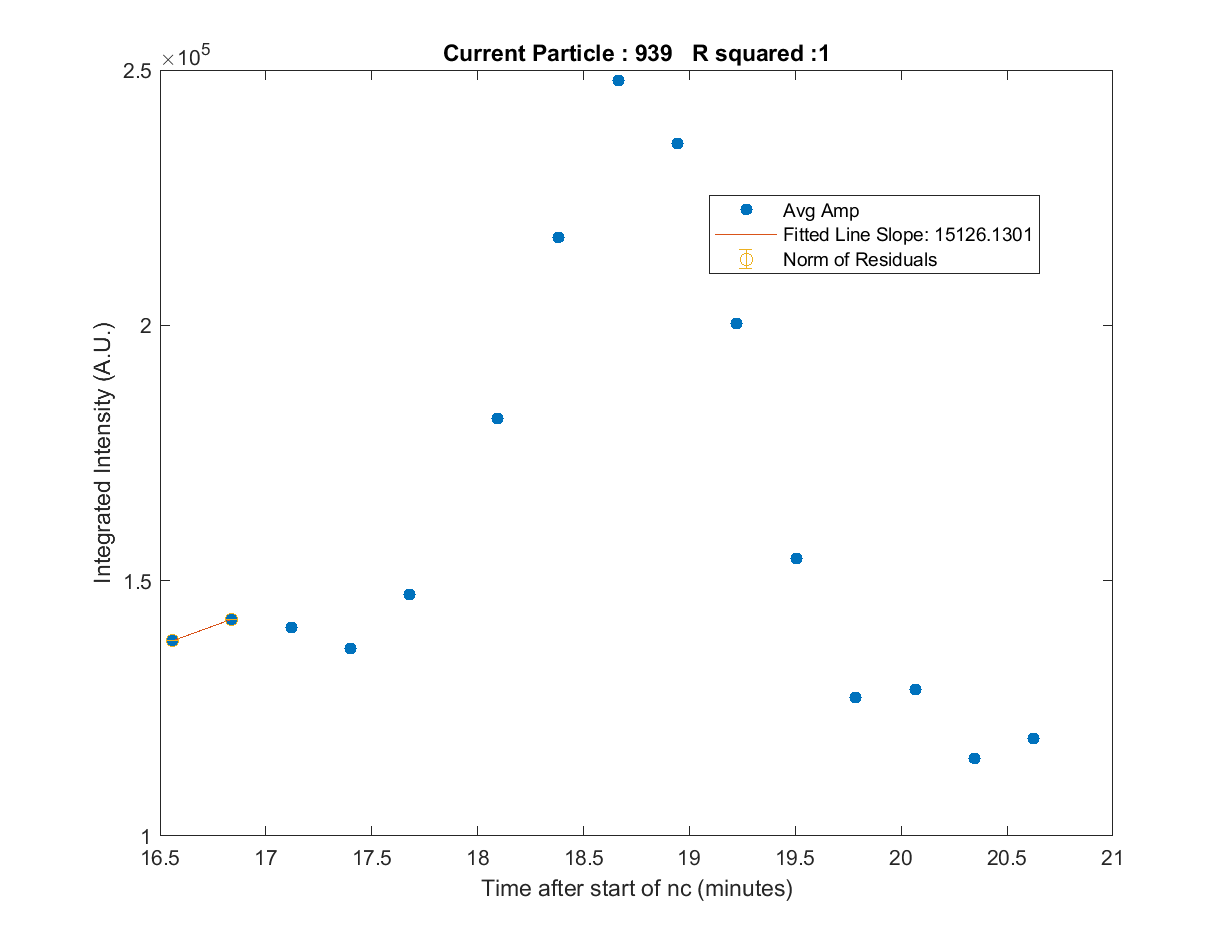 Current Particle : 939   R squared :1
×10^5
2.5
2
1.5
1
Integrated Intensity (A.U.)
Avg Amp
Fitted Line Slope: 15126.1301
Norm of Residuals
16.5 17 17.5 18 18.5 19 19.5 20 20.5 21
Time after start of nc (minutes)